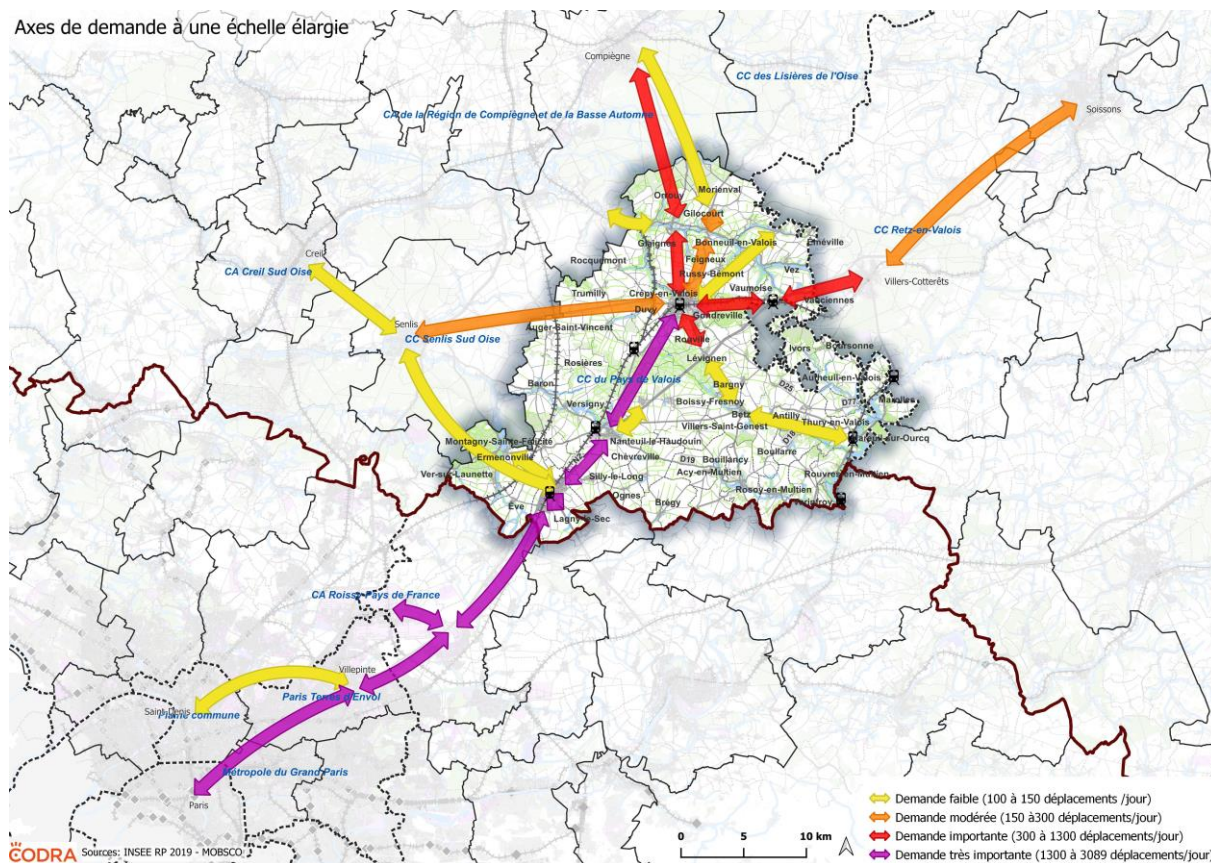 Axes de demande à une échelle élargie
Compiègne
CC des Lisières de l'Oise
Soissons
CA de la Région de Compiègne et de la Basse Automne
Orrouy
Morienval
Gilocourt
CC Retz-en-Valois
Glaignes
Bonneuil-en-Valois
Éméville
Creil
Rocquemont
Feigneux
CA Creil Sud Oise
Russy-Bémont
Vez
Villers-Cotterêts
Trumilly
Crépy-en-Valois
Vaumoise
Vauciennes
Duvy
Gondreville
Senlis
Auger-Saint-Vincent
CC Senlis Sud Oise
Rouville
Ivors
Boursonne
Rosières
Lévignen
Baron
CC du Pays de Valois
Bargny
D25
Autheuil-en-Valois
Versigny
Boissy-Fresnoy
D77
Betz
Antilly
Thury-en-Valois
Villers-Saint-Genest
Montagny-Sainte-Félicité
Nanteuil-le-Haudouin
D18
Mareuil-sur-Ourcq
Ermenonville
N2
Chèvreville
D19
Bouillancy
Boullarre
Ver-sur-Launette
Silly-le-Long
Acy-en-Multien
Rouvres-en-Multien
Ognes
Rosoy-en-Multien
Ève
Brégy
Lagny-le-Sec
CA Roissy Pays de France
Villepinte
Paris Terres d'Envol
Saint-Denis
Plaine commune
Métropole du Grand Paris
Paris
Demande faible (100 à 150 déplacements /jour)
Demande modérée (150 à300 déplacements/jour)
Demande importante (300 à 1300 déplacements/jour)
Demande très importante (1300 à 3089 déplacements/jour)
0 5 10 km
CODRA Sources: INSEE RP 2019 - MOBSCO